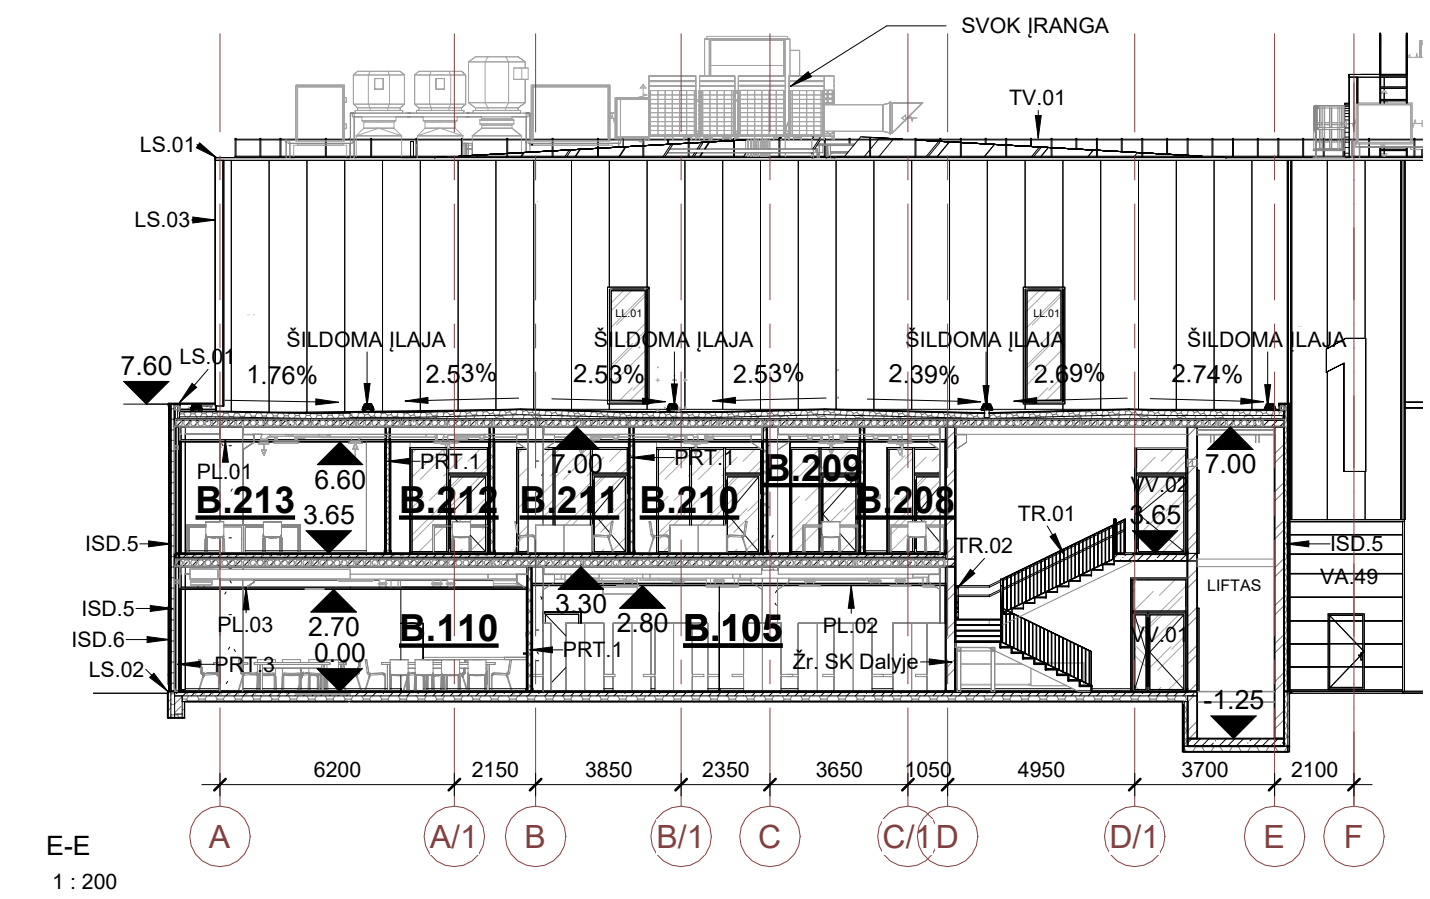 SVOK ĮRANGA
TV.01
LS.01
LS.03
LL.01
LL.01
ŠILDOMA ĮLAJA
ŠILDOMA ĮLAJA
ŠILDOMA ĮLAJA
ŠILDOMA ĮLAJA
7.60
LS.01
1.76%
2.53%
2.53%
2.53%
2.39%
2.69%
2.74%
PL.01
6.60
PRT.1
7.00
PRT.1
B.209
7.00
B.213
B.212
B.211
B.210
B.208
VV.02
3.65
TR.01
3.65
ISD.5
TR.02
ISD.5
LIFTAS
VA.49
ISD.5
3.30
PL.03
2.70
B.110
2.80
B.105
PL.02
VV.01
ISD.6
0.00
PRT.1
PRT.3
Žr. SK Dalyje
LS.02
-1.25
6200
2150
3850
2350
3650
1050
4950
3700
2100
A
A/1
B
B/1
C
C/1
D
D/1
E
F
E-E
1 : 200